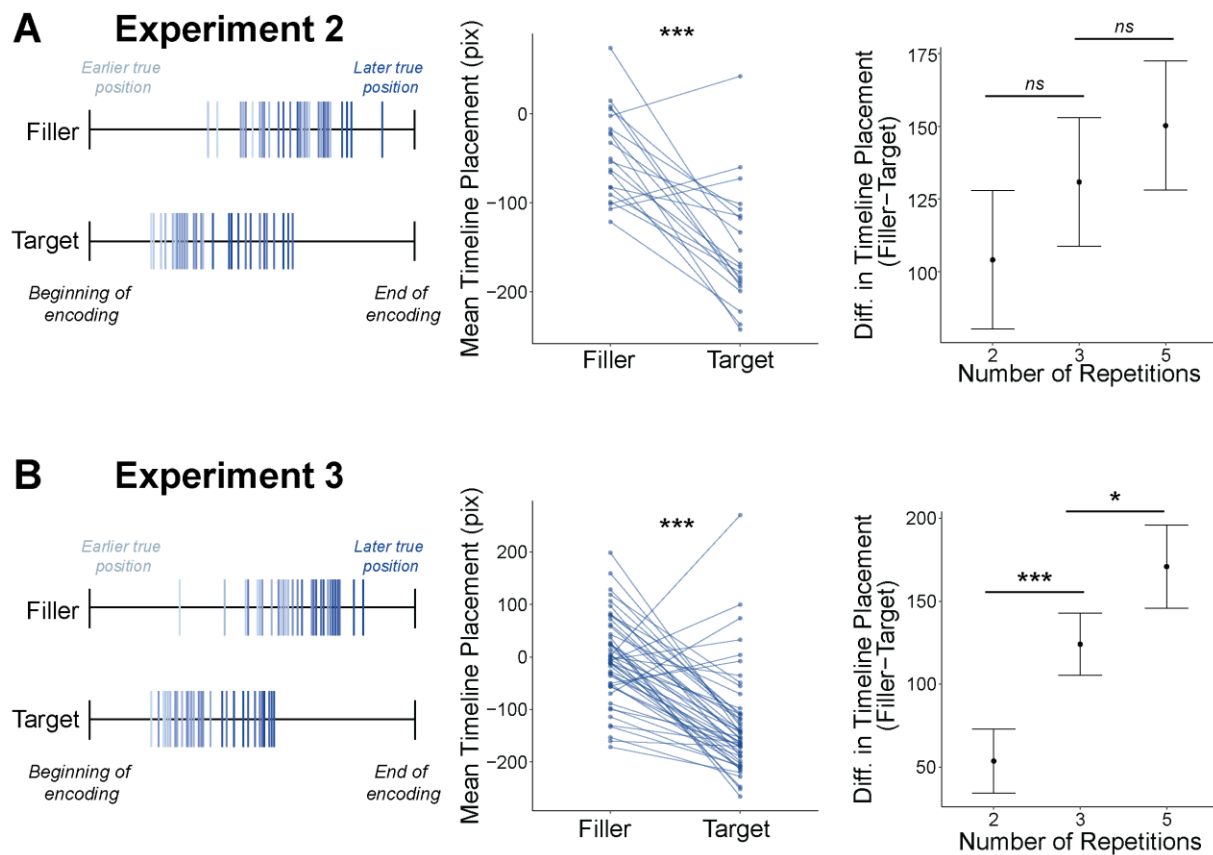 A
Experiment 2
Earlier true
position
Later true
position
Filler
Target
Beginning of
encoding
End of
encoding
Mean Timeline Placement (pix)
0
−100
−200
***
Filler
Target
Diff. in Timeline Placement
(Filler−Target)
175
150
125
100
ns
ns
2
3
5
Number of Repetitions
B
Experiment 3
Earlier true
position
Later true
position
Filler
Target
Beginning of
encoding
End of
encoding
Mean Timeline Placement (pix)
200
100
0
−100
−200
***
Filler
Target
Diff. in Timeline Placement
(Filler−Target)
200
150
100
50
***
*
2
3
5
Number of Repetitions